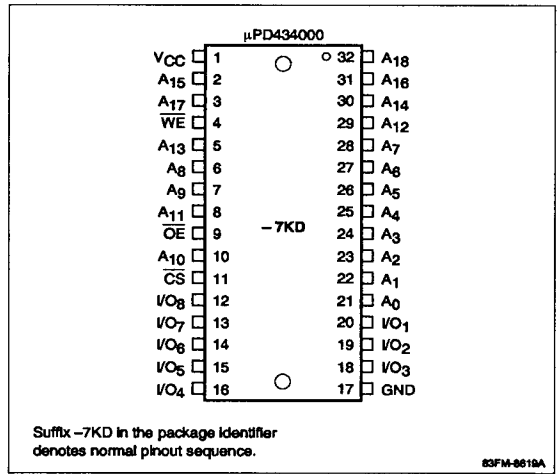 μPD434000
VCC 1 32 A18
A15 2 31 A16
A17 3 30 A14
WE 4 29 A12
A13 5 28 A7
A8 6 27 A6
A9 7 26 A5
A11 8 25 A4
OE 9 –7KD 24 A3
A10 10 23 A2
CS 11 22 A1
I/O8 12 21 A0
I/O7 13 20 I/O1
I/O6 14 19 I/O2
I/O5 15 18 I/O3
I/O4 16 17 GND
Suffix –7KD in the package identifier
denotes normal pinout sequence.
83FM-8619A